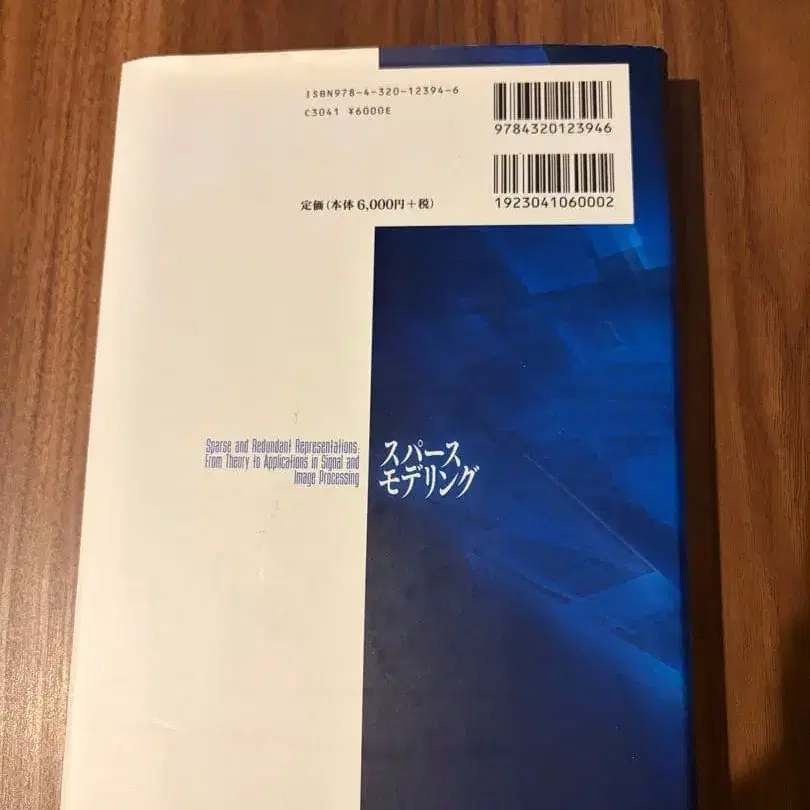 ISBN978-4-320-12394-6
C3041 ¥6000E
9784320123946
1923041060002
定価(本体 6,000円+税)
Sparse and Redundant Representations:
From Theory to Applications in Signal and
Image Processing
スパース
モデリング